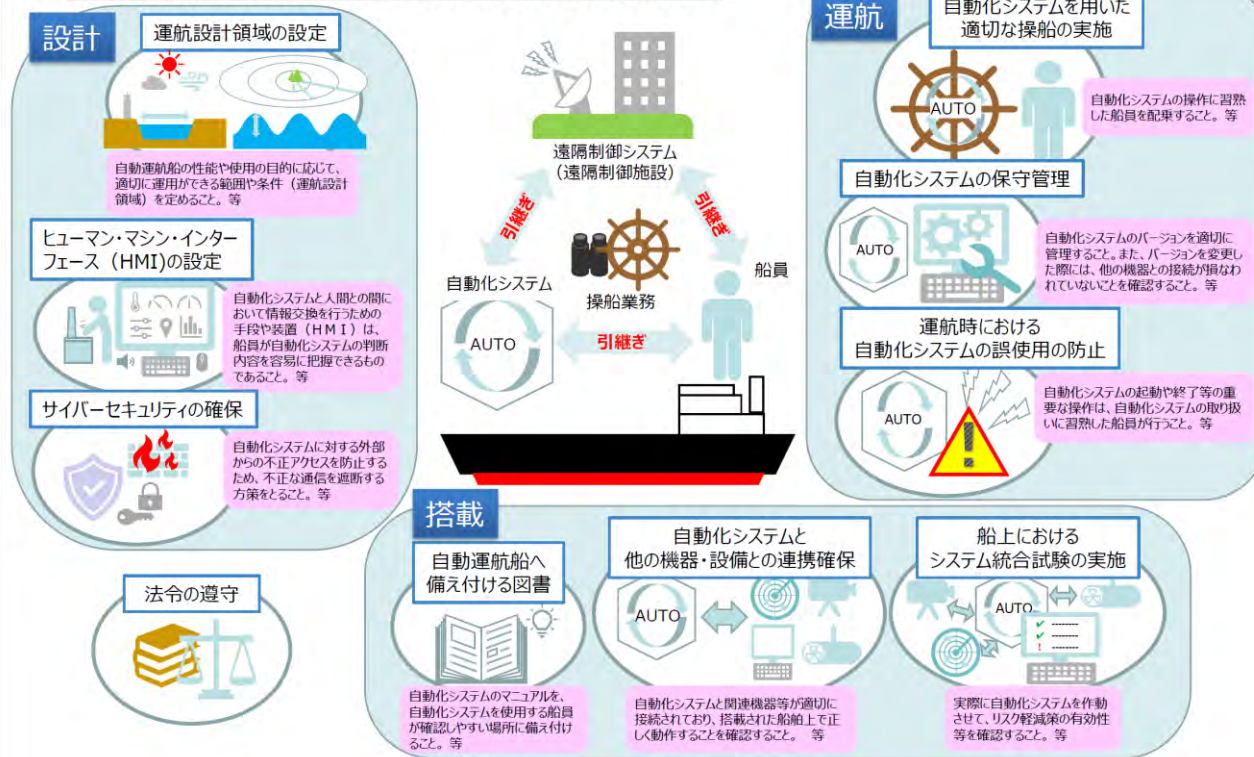 設計
運航設計領域の設定
自動運航船の性能や使用の目的に応じて、
適切に運用ができる範囲や条件（運航設計
領域）を定めること。等
ヒューマン・マシン・インター
フェース（HMI)の設定
自動化システムと人間との間に
おいて情報交換を行うための
手段や装置（ＨＭＩ）は、
船員が自動化システムの判断
内容を容易に把握できるもの
であること。等
サイバーセキュリティの確保
自動化システムに対する外部
からの不正アクセスを防止する
ため、不正な通信を遮断する
方策をとること。等
法令の遵守
遠隔制御システム
（遠隔制御施設）
引継ぎ
引継ぎ
自動化システム
船員
操船業務
AUTO
引継ぎ
運航
自動化システムを用いた
適切な操船の実施
AUTO
自動化システムの操作に習熟
した船員を配乗すること。等
自動化システムの保守管理
AUTO
自動化システムのバージョンを適切に
管理すること。また、バージョンを変更し
た際には、他の機器との接続が損なわ
れていないことを確認すること。等
運航時における
自動化システムの誤使用の防止
AUTO
!
自動化システムの起動や終了等の重
要な操作は、自動化システムの取り扱
いに習熟した船員が行うこと。等
搭載
自動運航船へ
備え付ける図書
自動化システムのマニュアルを、
自動化システムを使用する船員
が確認しやすい場所に備え付け
ること。等
自動化システムと
他の機器・設備との連携確保
AUTO
自動化システムと関連機器等が適切に
接続されており、搭載された船舶上で正
しく動作することを確認すること。 等
船上における
システム統合試験の実施
AUTO
✓ --------
✓ --------
! --------
実際に自動化システムを作動
させて、リスク軽減策の有効性
等を確認すること。等